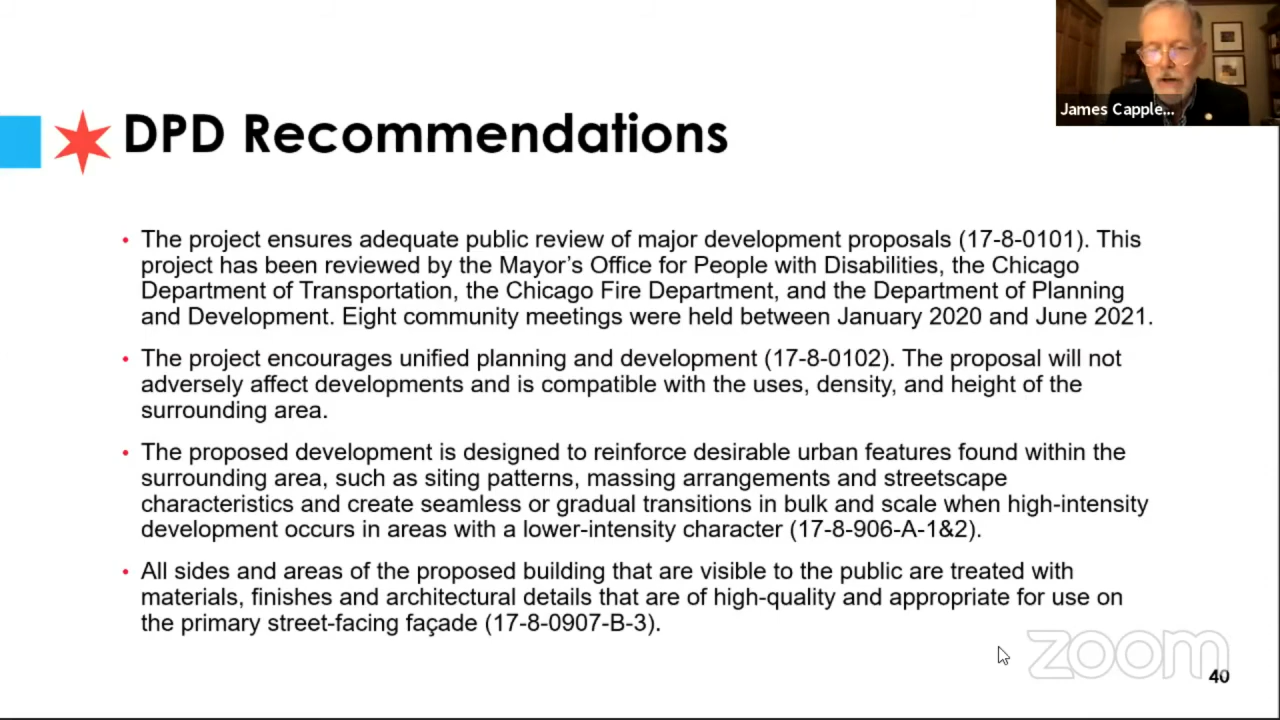 James Capple...
DPD Recommendations
• The project ensures adequate public review of major development proposals (17-8-0101). This
project has been reviewed by the Mayor's Office for People with Disabilities, the Chicago
Department of Transportation, the Chicago Fire Department, and the Department of Planning
and Development. Eight community meetings were held between January 2020 and June 2021.
• The project encourages unified planning and development (17-8-0102). The proposal will not
adversely affect developments and is compatible with the uses, density, and height of the
surrounding area.
• The proposed development is designed to reinforce desirable urban features found within the
surrounding area, such as siting patterns, massing arrangements and streetscape
characteristics and create seamless or gradual transitions in bulk and scale when high-intensity
development occurs in areas with a lower-intensity character (17-8-906-A-1&2).
• All sides and areas of the proposed building that are visible to the public are treated with
materials, finishes and architectural details that are of high-quality and appropriate for use on
the primary street-facing façade (17-8-0907-B-3).
zoom
40